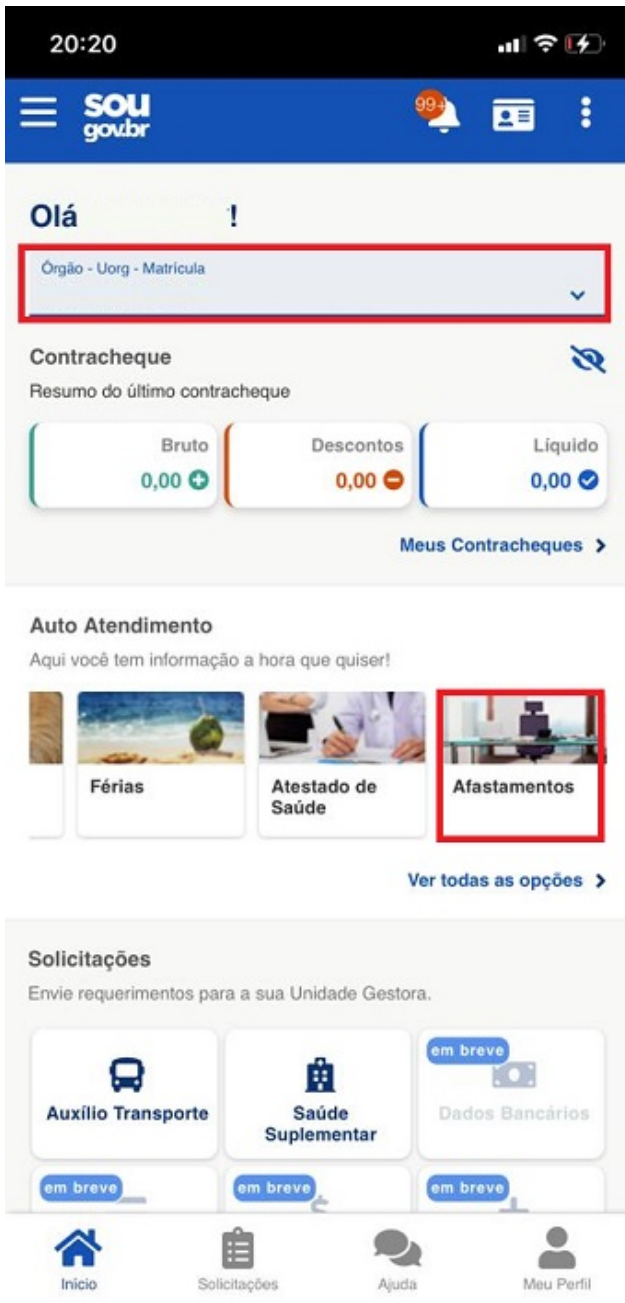 20:20
sou
gov.br
99+
Olá !
Órgão - Uorg - Matrícula
Contracheque
Resumo do último contracheque
Bruto Descontos Líquido
0,00 0,00 0,00
Meus Contracheques
Auto Atendimento
Aqui você tem informação a hora que quiser!
Férias Atestado de Afastamentos
Saúde
Ver todas as opções
Solicitações
Envie requerimentos para a sua Unidade Gestora.
em breve
Auxílio Transporte Saúde Dados Bancários
Suplementar
em breve em breve em breve
Início Solicitações Ajuda Meu Perfil